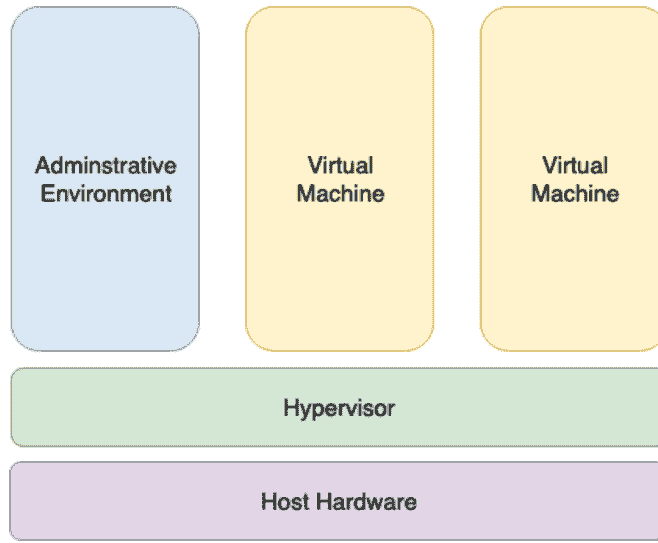 Adminstrative
Environment
Virtual
Machine
Virtual
Machine
Hypervisor
Host Hardware